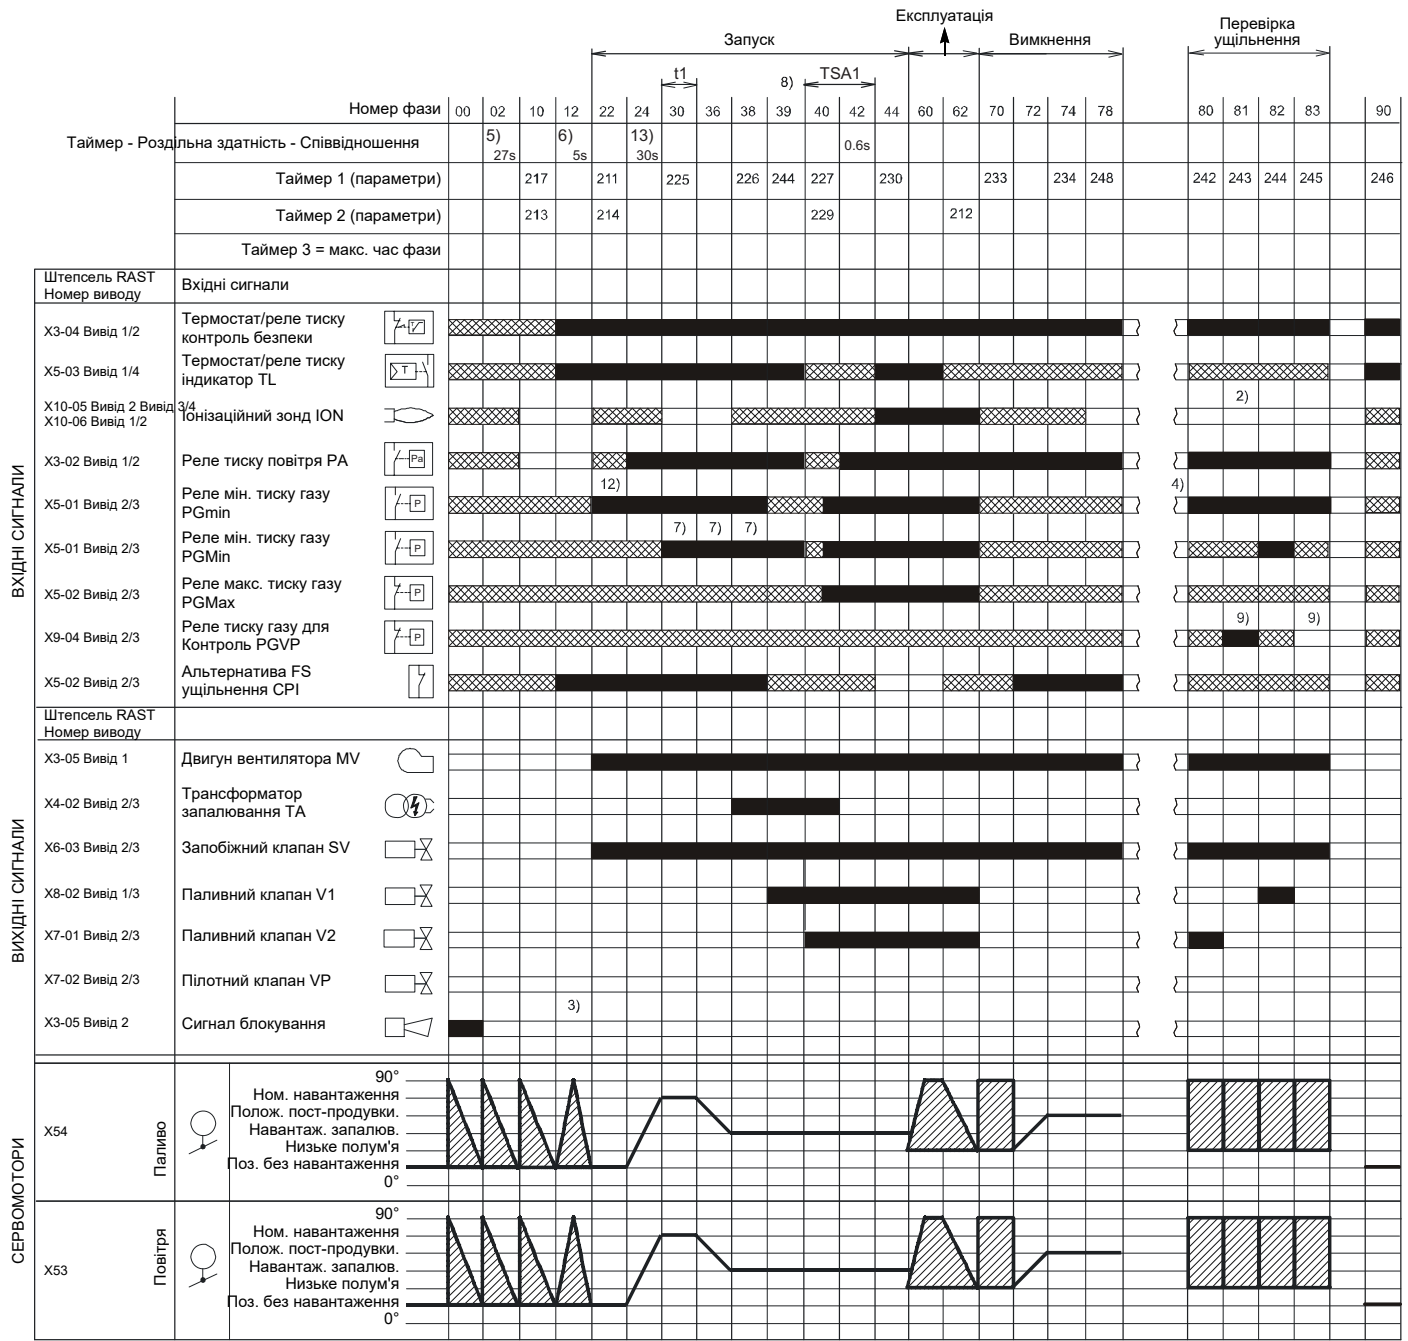 Експлуатація
Запуск
Вимкнення
Перевірка
ущільнення
t1
8)
TSA1
Номер фази 00 02 10 12 22 24 30 36 38 39 40 42 44 60 62 70 72 74 78 80 81 82 83 90
Таймер - Роздільна здатність - Співвідношення 5) 27s 6) 5s 13) 30s 0.6s
Таймер 1 (параметри) 217 211 225 226 244 227 230 233 234 248 242 243 244 245 246
Таймер 2 (параметри) 213 214 229 212
Таймер 3 = макс. час фази
ВХІДНІ СИГНАЛИ
Штепсель RAST
Номер виводу
Вхідні сигнали
X3-04 Вивід 1/2
Термостат/реле тиску
контроль безпеки
X5-03 Вивід 1/4
Термостат/реле тиску
індикатор TL
T
2)
X10-05 Вивід 2 Вивід 3/4
X10-06 Вивід 1/2
Іонізаційний зонд ION
X3-02 Вивід 1/2
Реле тиску повітря PA
Pa
12)
4)
X5-01 Вивід 2/3
Реле мін. тиску газу
PGmin
P
7) 7) 7)
X5-01 Вивід 2/3
Реле мін. тиску газу
PGMin
P
X5-02 Вивід 2/3
Реле макс. тиску газу
PGMax
P
9) 9)
X9-04 Вивід 2/3
Реле тиску газу для
Контроль PGVP
P
X5-02 Вивід 2/3
Альтернатива FS
ущільнення CPI
ВИХІДНІ СИГНАЛИ
Штепсель RAST
Номер виводу
X3-05 Вивід 1
Двигун вентилятора MV
X4-02 Вивід 2/3
Трансформатор
запалювання TA
X6-03 Вивід 2/3
Запобіжний клапан SV
X8-02 Вивід 1/3
Паливний клапан V1
X7-01 Вивід 2/3
Паливний клапан V2
X7-02 Вивід 2/3
Пілотний клапан VP
3)
X3-05 Вивід 2
Сигнал блокування
СЕРВОМОТОРИ
X54
Паливо
90°
Ном. навантаження
Полож. пост-продувки.
Навантаж. запалюв.
Низьке полум'я
Поз. без навантаження
0°
X53
Повітря
90°
Ном. навантаження
Полож. пост-продувки.
Навантаж. запалюв.
Низьке полум'я
Поз. без навантаження
0°